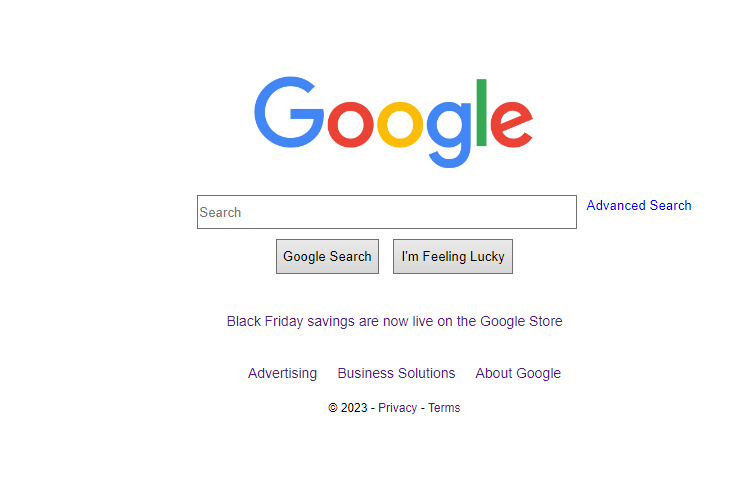 Google
Search
Advanced Search
Google Search I'm Feeling Lucky
Black Friday savings are now live on the Google Store
Advertising Business Solutions About Google
© 2023 - Privacy - Terms